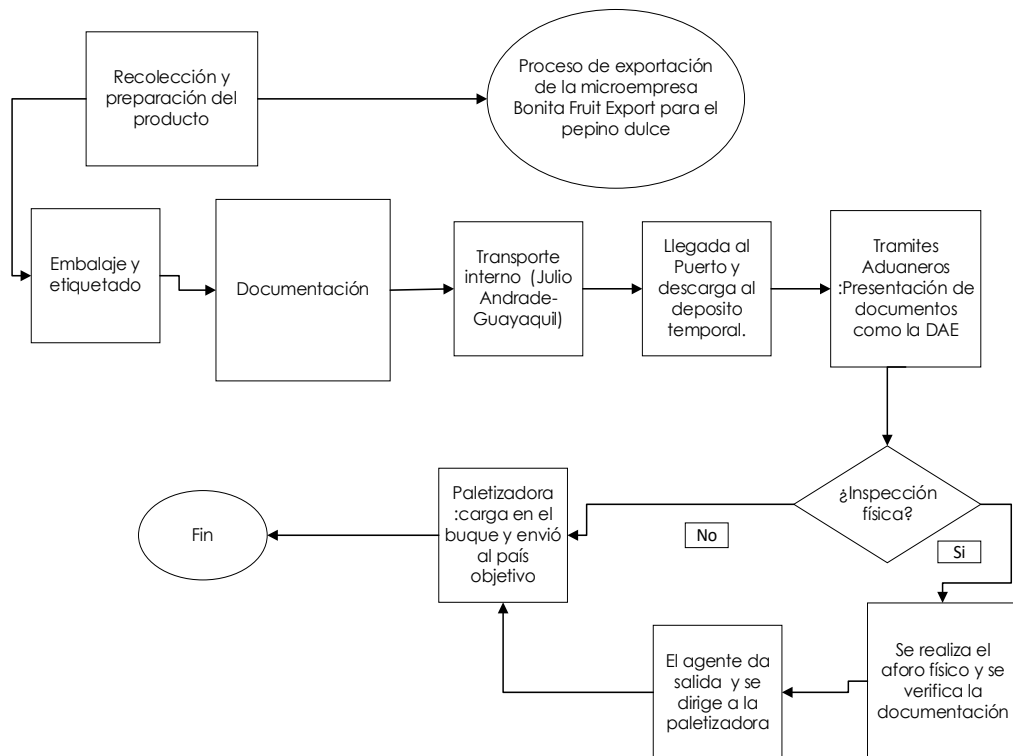 Recolección y
preparación del
producto
Proceso de exportación
de la microempresa
Bonita Fruit Export para el
pepino dulce
Embalaje y
etiquetado
Documentación
Transporte
interno (Julio
Andrade-
Guayaquil)
Llegada al
Puerto y
descarga al
deposito
temporal.
Tramites
Aduaneros
:Presentación de
documentos
como la DAE
¿Inspección
física?
No
Si
Paletizadora
:carga en el
buque y envió
al país
objetivo
Fin
El agente da
salida y se
dirige a la
paletizadora
Se realiza el
aforo físico y se
verifica la
documentación